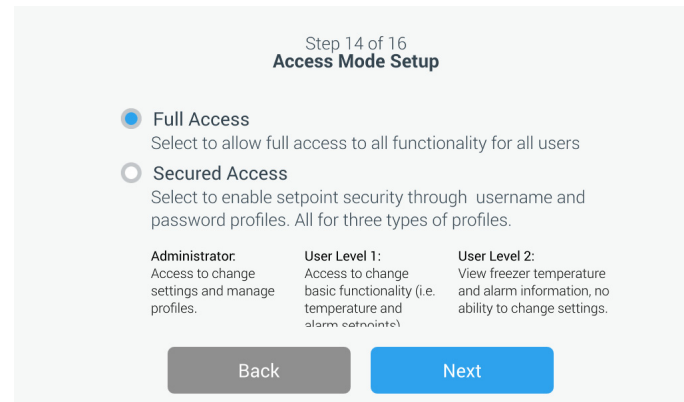 Step 14 of 16
Access Mode Setup
Full Access
Select to allow full access to all functionality for all users
Secured Access
Select to enable setpoint security through username and
password profiles. All for three types of profiles.
Administrator:
Access to change
settings and manage
profiles.
User Level 1:
Access to change
basic functionality (i.e.
temperature and
alarm setpoints)
User Level 2:
View freezer temperature
and alarm information, no
ability to change settings.
Back
Next